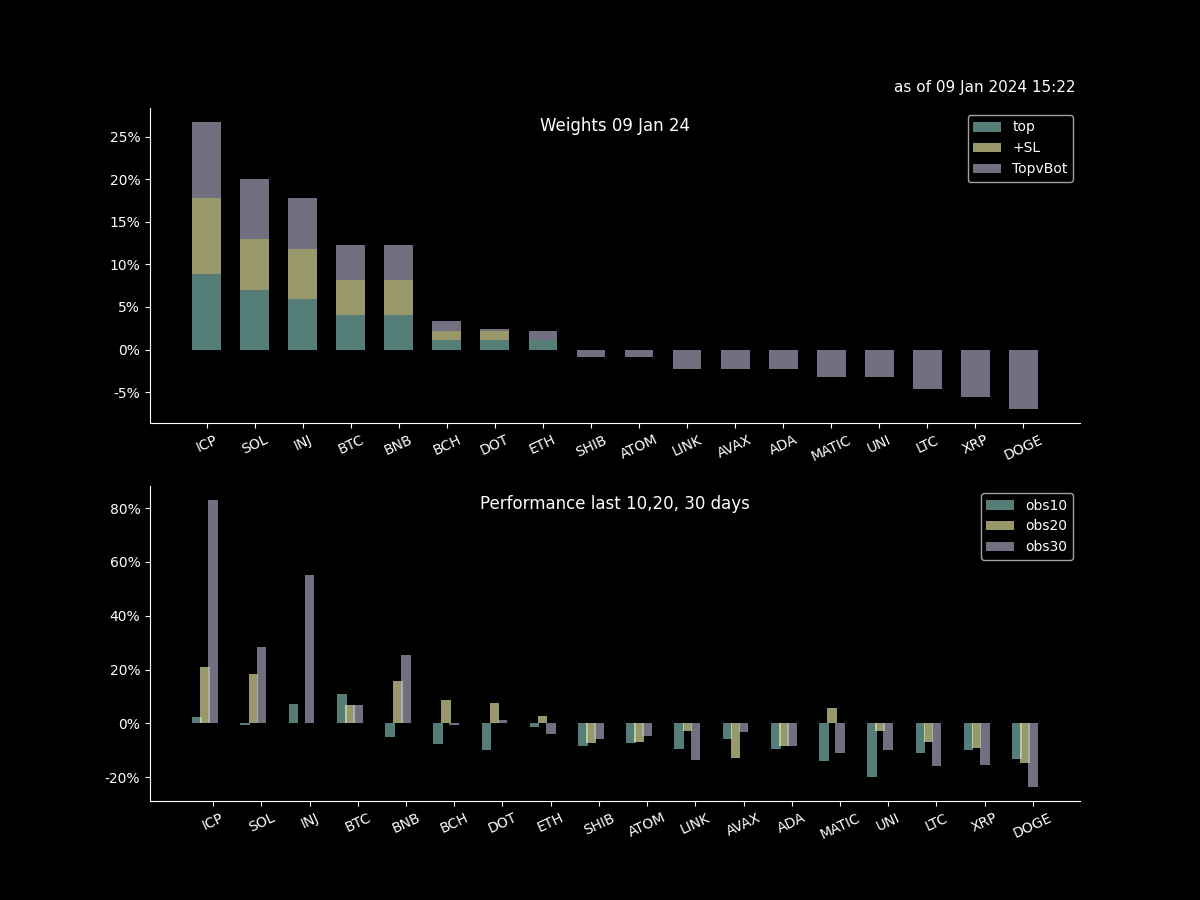 as of 09 Jan 2024 15:22
Weights 09 Jan 24
top
+SL
TopvBot
25%
20%
15%
10%
5%
0%
-5%
ICP SOL INJ BTC BNB BCH DOT ETH SHIB ATOM LINK AVAX ADA MATIC UNI LTC XRP DOGE
Performance last 10,20, 30 days
obs10
obs20
obs30
80%
60%
40%
20%
0%
-20%
ICP SOL INJ BTC BNB BCH DOT ETH SHIB ATOM LINK AVAX ADA MATIC UNI LTC XRP DOGE